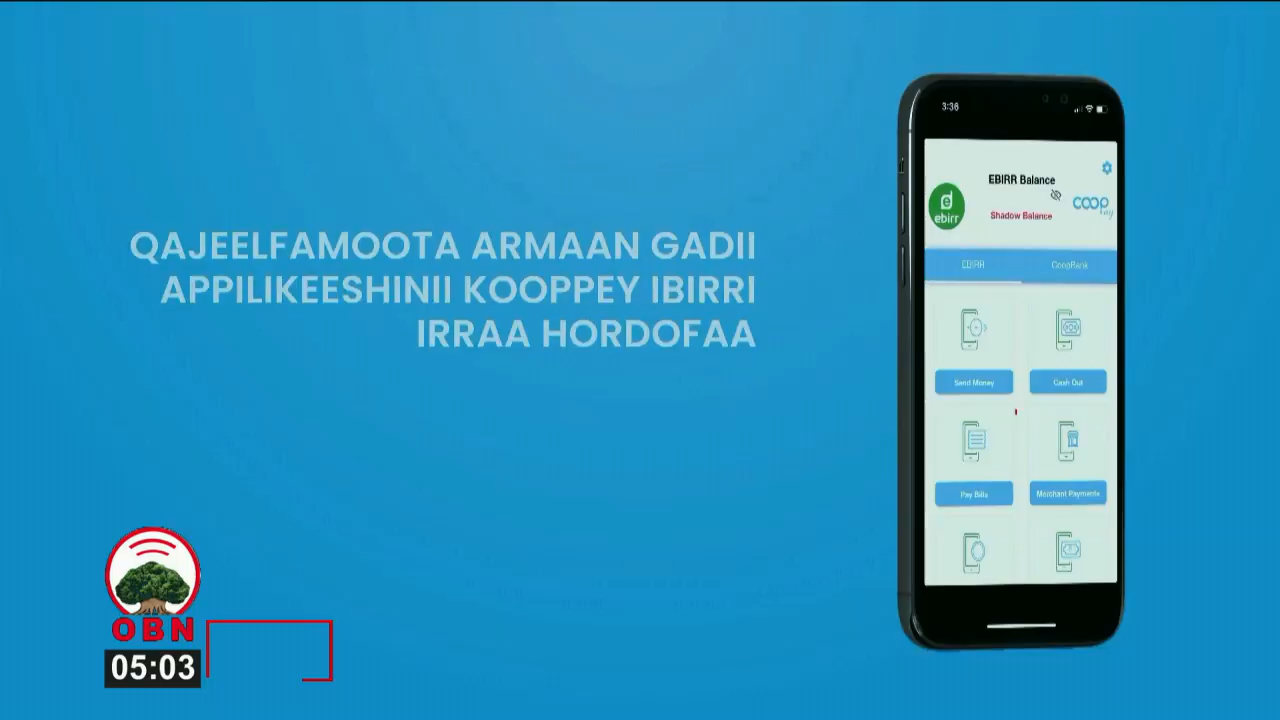 QAJEELFAMOOTA ARMAAN GADII
APPILIKEESHINII KOOPPEY IBIRRI
IRRAA HORDOFAA
3:36
EBIRR Balance
ebirr
Shadow Balance
COOP
pay
EBIRR
CoopBank
Send Money
Cash Out
Pay Bills
Merchant Payments
OBN
05:03